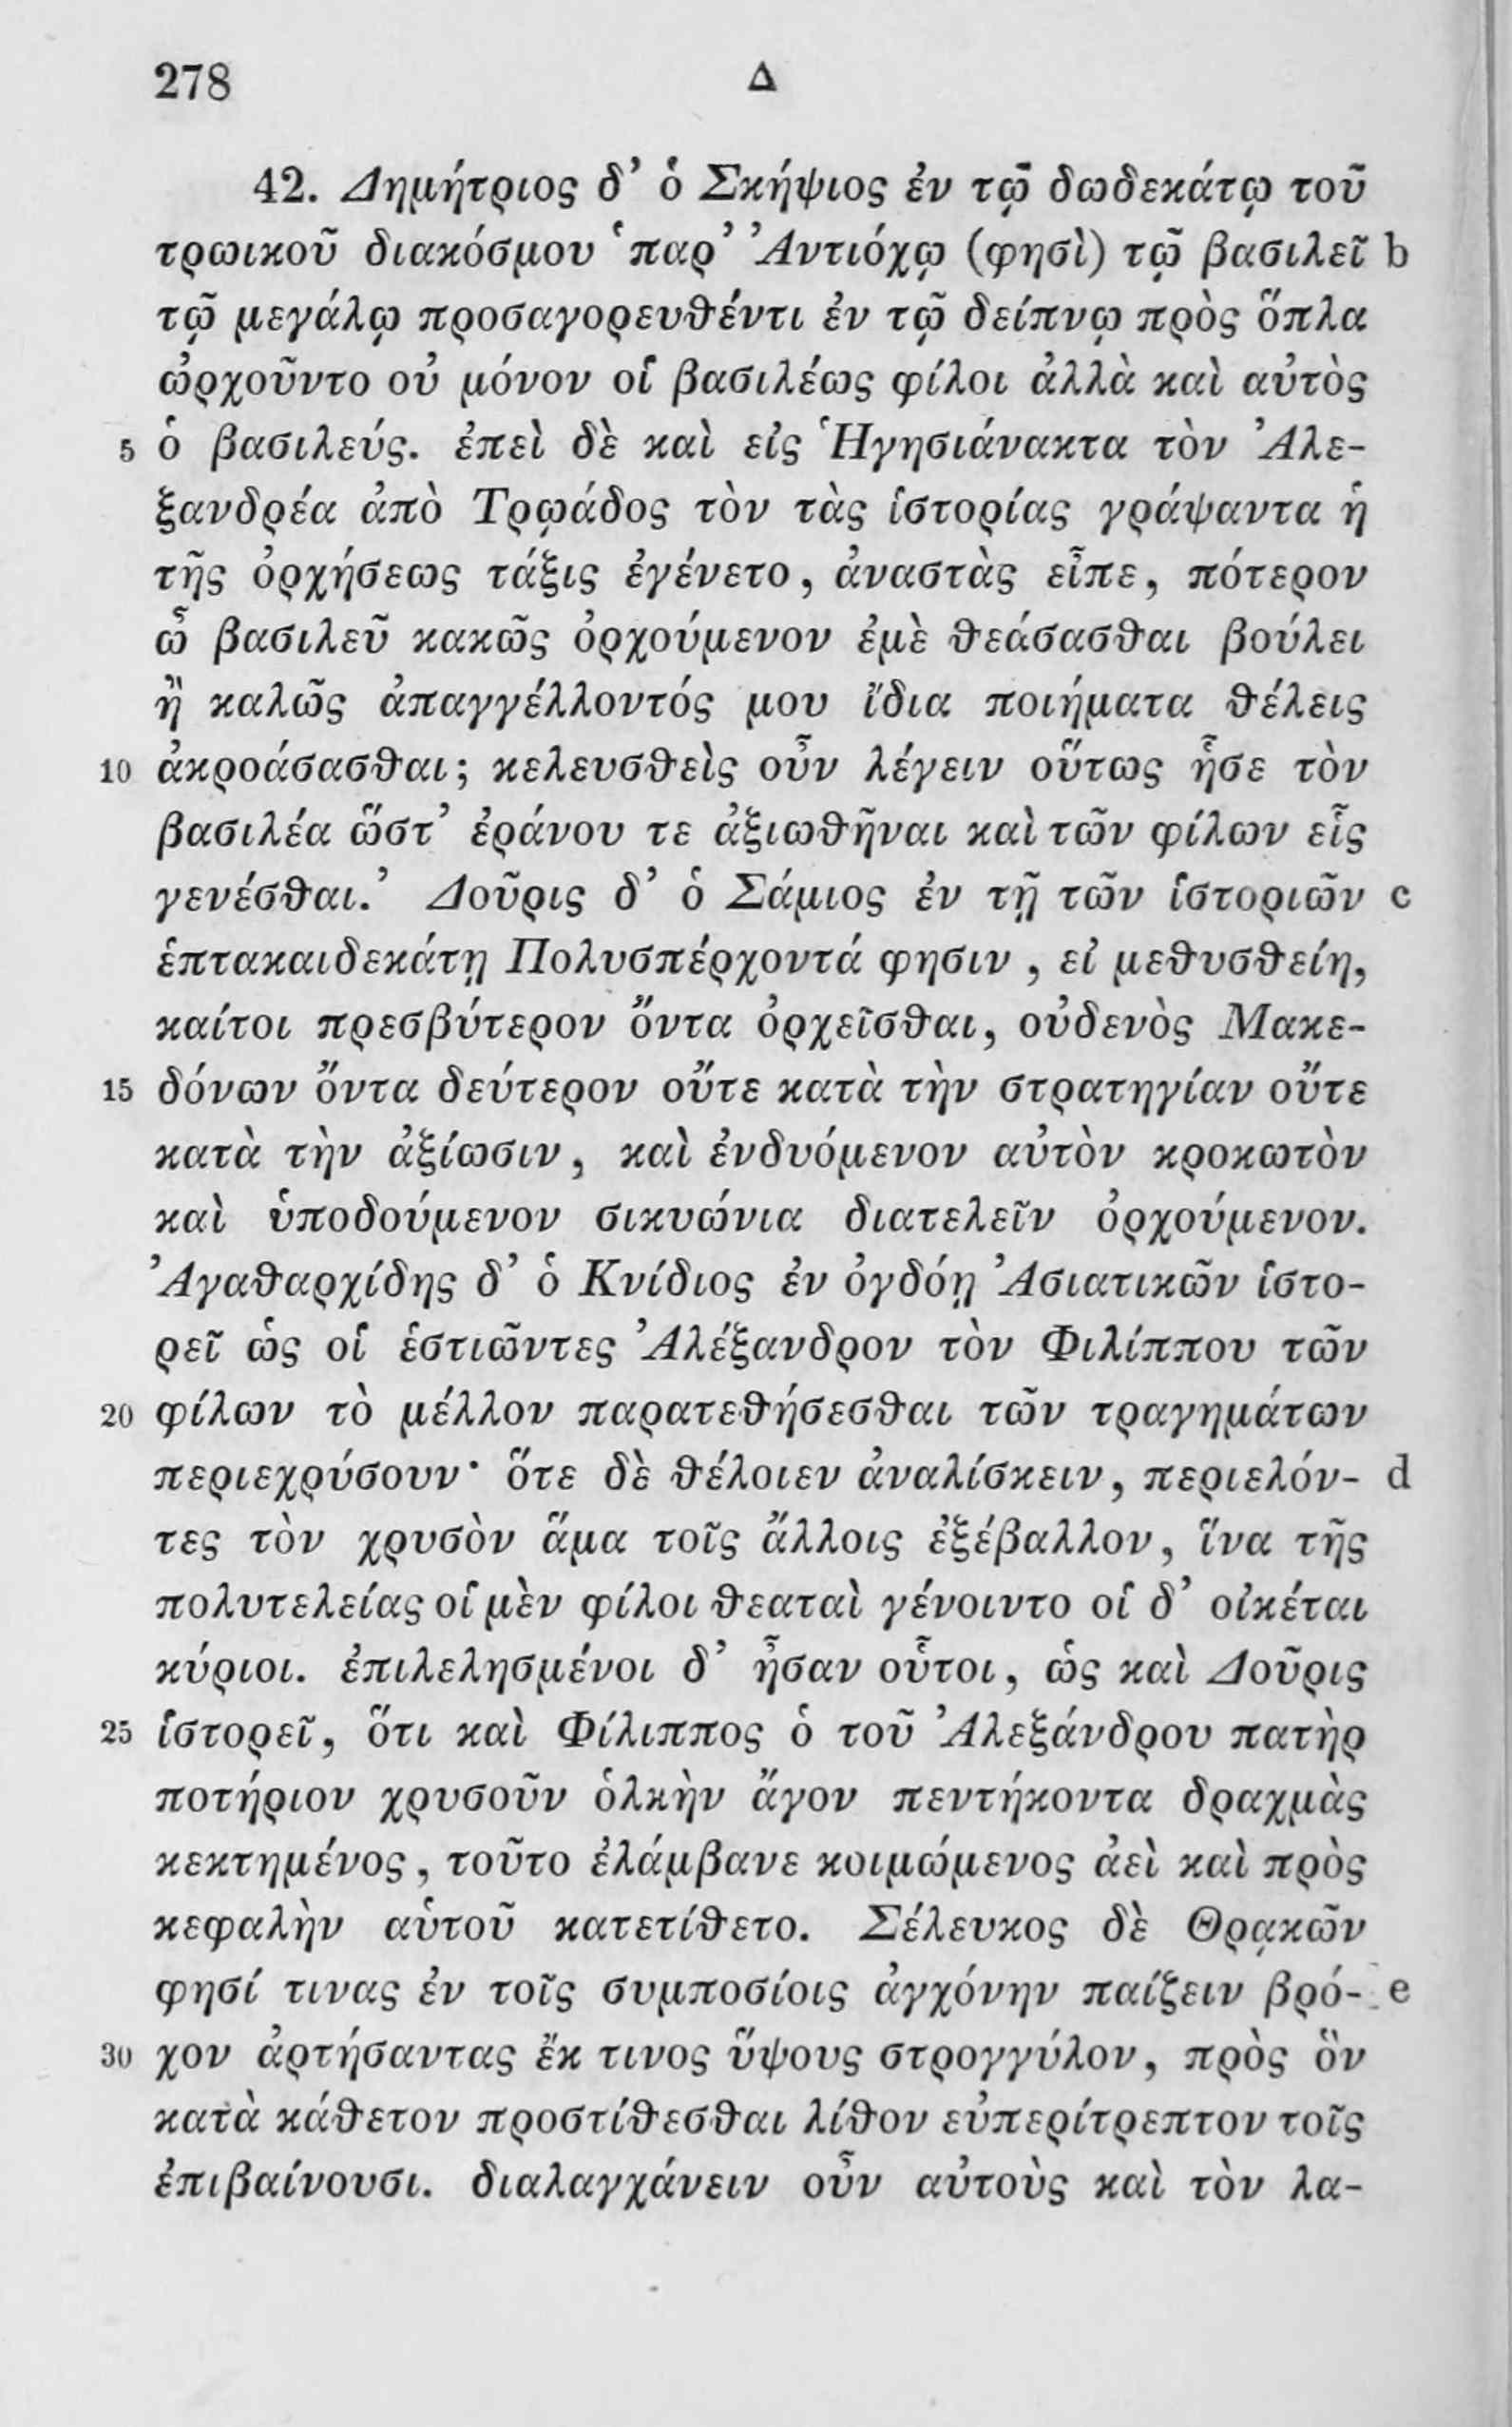 278 Δ
42. Δημήτριος δ’ ὁ Σκήψιος ἐν τῷ δωδεκάτῳ τοῦ
τρωικοῦ διακόσμου ‘παρ’ Ἀντιόχῳ (φησὶ) τῷ βασιλεῖ b
τῷ μεγάλῳ προσαγορευθέντι ἐν τῷ δείπνῳ πρὸς ὅπλα
ὠρχοῦντο οὐ μόνον οἱ βασιλέως φίλοι ἀλλὰ καὶ αὐτὸς
5 ὁ βασιλεύς. ἐπεὶ δὲ καὶ εἰς Ἡγησιάνακτα τὸν Ἀλε-
ξανδρέα ἀπὸ Τρῳάδος τὸν τὰς ἱστορίας γράψαντα ἡ
τῆς ὀρχήσεως τάξις ἐγένετο, ἀναστὰς εἶπε, πότερον
ὦ βασιλεῦ κακῶς ὀρχούμενον ἐμὲ θεάσασθαι βούλει
ἢ καλῶς ἀπαγγέλλοντός μου ἴδια ποιήματα θέλεις
10 ἀκροάσασθαι; κελευσθεὶς οὖν λέγειν οὕτως ᾖσε τὸν
βασιλέα ὥστ’ ἐράνου τε ἀξιωθῆναι καὶ τῶν φίλων εἷς
γενέσθαι.’ Δοῦρις δ’ ὁ Σάμιος ἐν τῇ τῶν ἱστοριῶν c
ἑπτακαιδεκάτῃ Πολυσπέρχοντά φησιν, εἰ μεθυσθείη,
καίτοι πρεσβύτερον ὄντα ὀρχεῖσθαι, οὐδενὸς Μακε-
15 δόνων ὄντα δεύτερον οὔτε κατὰ τὴν στρατηγίαν οὔτε
κατὰ τὴν ἀξίωσιν, καὶ ἐνδυόμενον αὐτὸν κροκωτὸν
καὶ ὑποδούμενον σικυώνια διατελεῖν ὀρχούμενον.
Ἀγαθαρχίδης δ’ ὁ Κνίδιος ἐν ὀγδόῃ Ἀσιατικῶν ἱστο-
ρεῖ ὡς οἱ ἑστιῶντες Ἀλέξανδρον τὸν Φιλίππου τῶν
20 φίλων τὸ μέλλον παρατεθήσεσθαι τῶν τραγημάτων
περιεχρύσουν· ὅτε δὲ θέλοιεν ἀναλίσκειν, περιελόν- d
τες τὸν χρυσὸν ἅμα τοῖς ἄλλοις ἐξέβαλλον, ἵνα τῆς
πολυτελείας οἱ μὲν φίλοι θεαταὶ γένοιντο οἱ δ’ οἰκέται
κύριοι. ἐπιλελησμένοι δ’ ἦσαν οὗτοι, ὡς καὶ Δοῦρις
25 ἱστορεῖ, ὅτι καὶ Φίλιππος ὁ τοῦ Ἀλεξάνδρου πατὴρ
ποτήριον χρυσοῦν ὁλκὴν ἄγον πεντήκοντα δραχμὰς
κεκτημένος, τοῦτο ἐλάμβανε κοιμώμενος ἀεὶ καὶ πρὸς
κεφαλὴν αὑτοῦ κατετίθετο. Σέλευκος δὲ Θρᾳκῶν
φησί τινας ἐν τοῖς συμποσίοις ἀγχόνην παίζειν βρό- e
30 χον ἀρτήσαντας ἔκ τινος ὕψους στρογγύλον, πρὸς ὃν
κατὰ κάθετον προστίθεσθαι λίθον εὐπερίτρεπτον τοῖς
ἐπιβαίνουσι. διαλαγχάνειν οὖν αὐτοὺς καὶ τὸν λα-